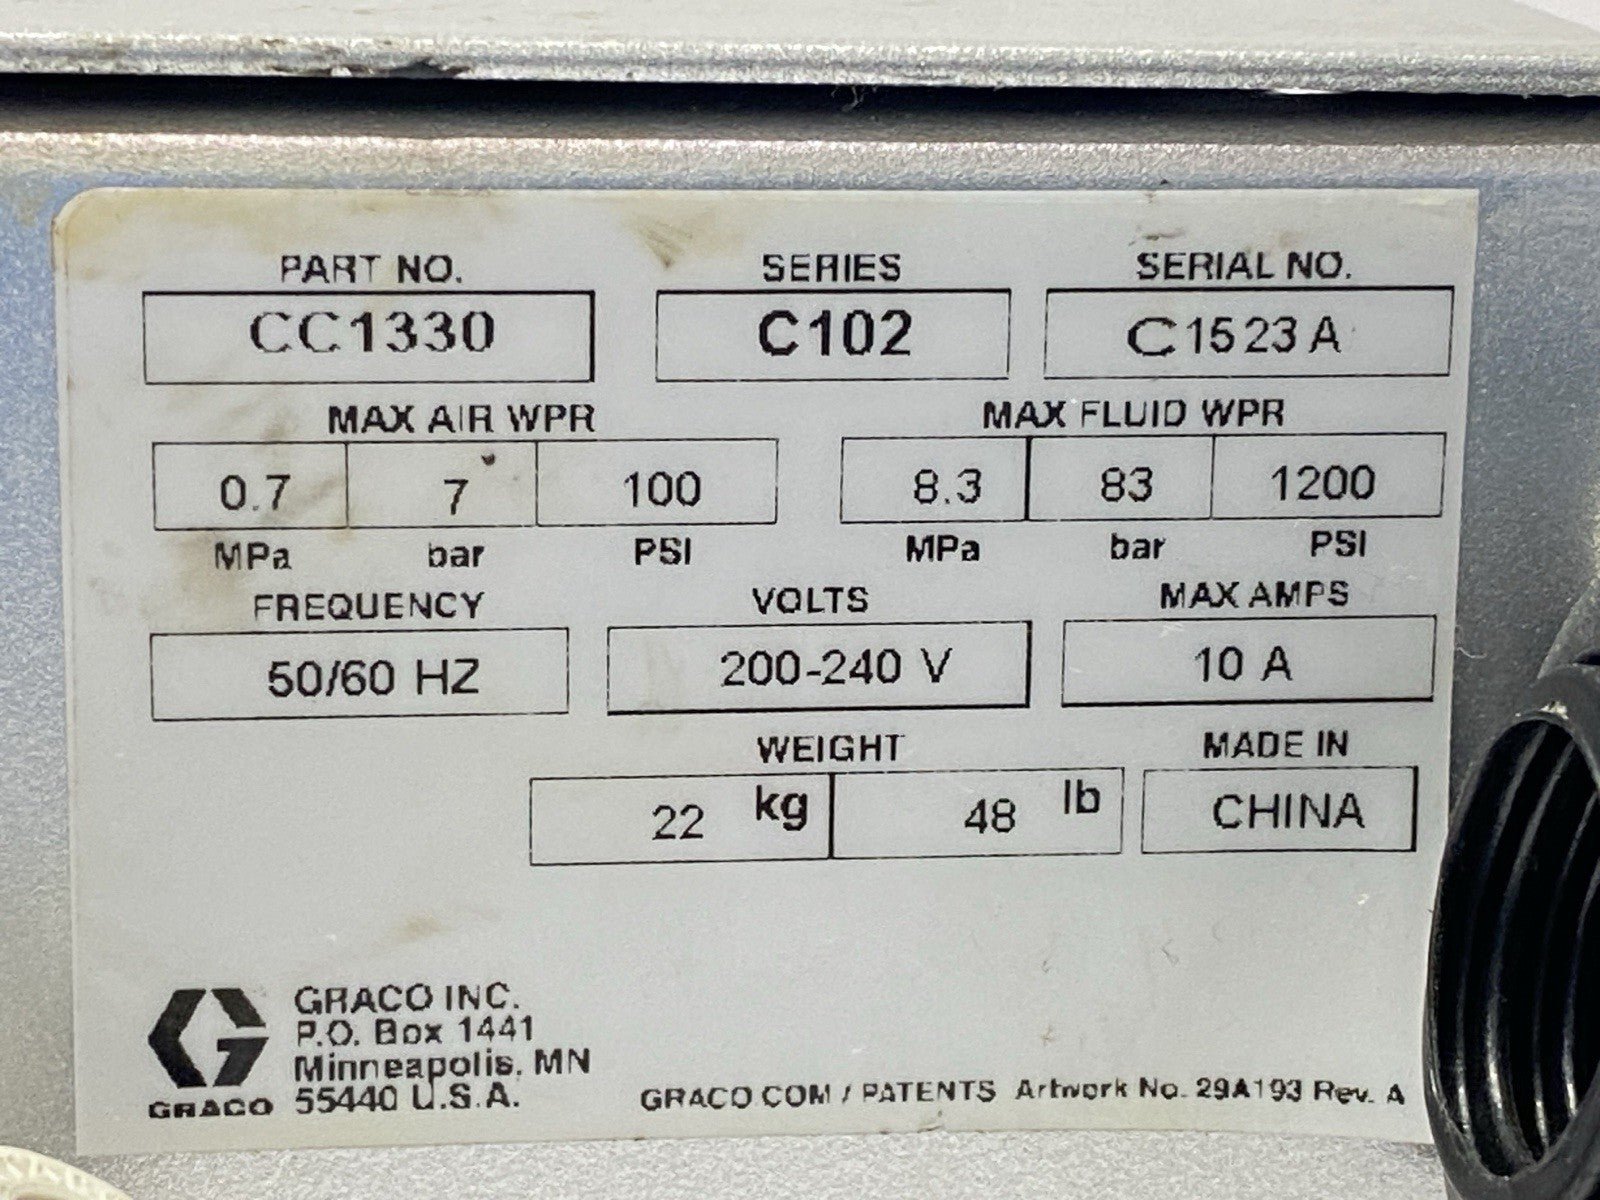 PART NO. SERIES SERIAL NO.
CC1330 C102 C1523A
MAX AIR WPR MAX FLUID WPR
0.7 7 100 8.3 83 1200
MPa bar PSI MPa bar PSI
FREQUENCY VOLTS MAX AMPS
50/60 HZ 200-240 V 10 A
WEIGHT MADE IN
22 kg 48 lb CHINA
GRACO INC.
P.O. Box 1441
Minneapolis, MN
55440 U.S.A.
GRACO
GRACO.COM / PATENTS Artwork No. 29A193 Rev. A